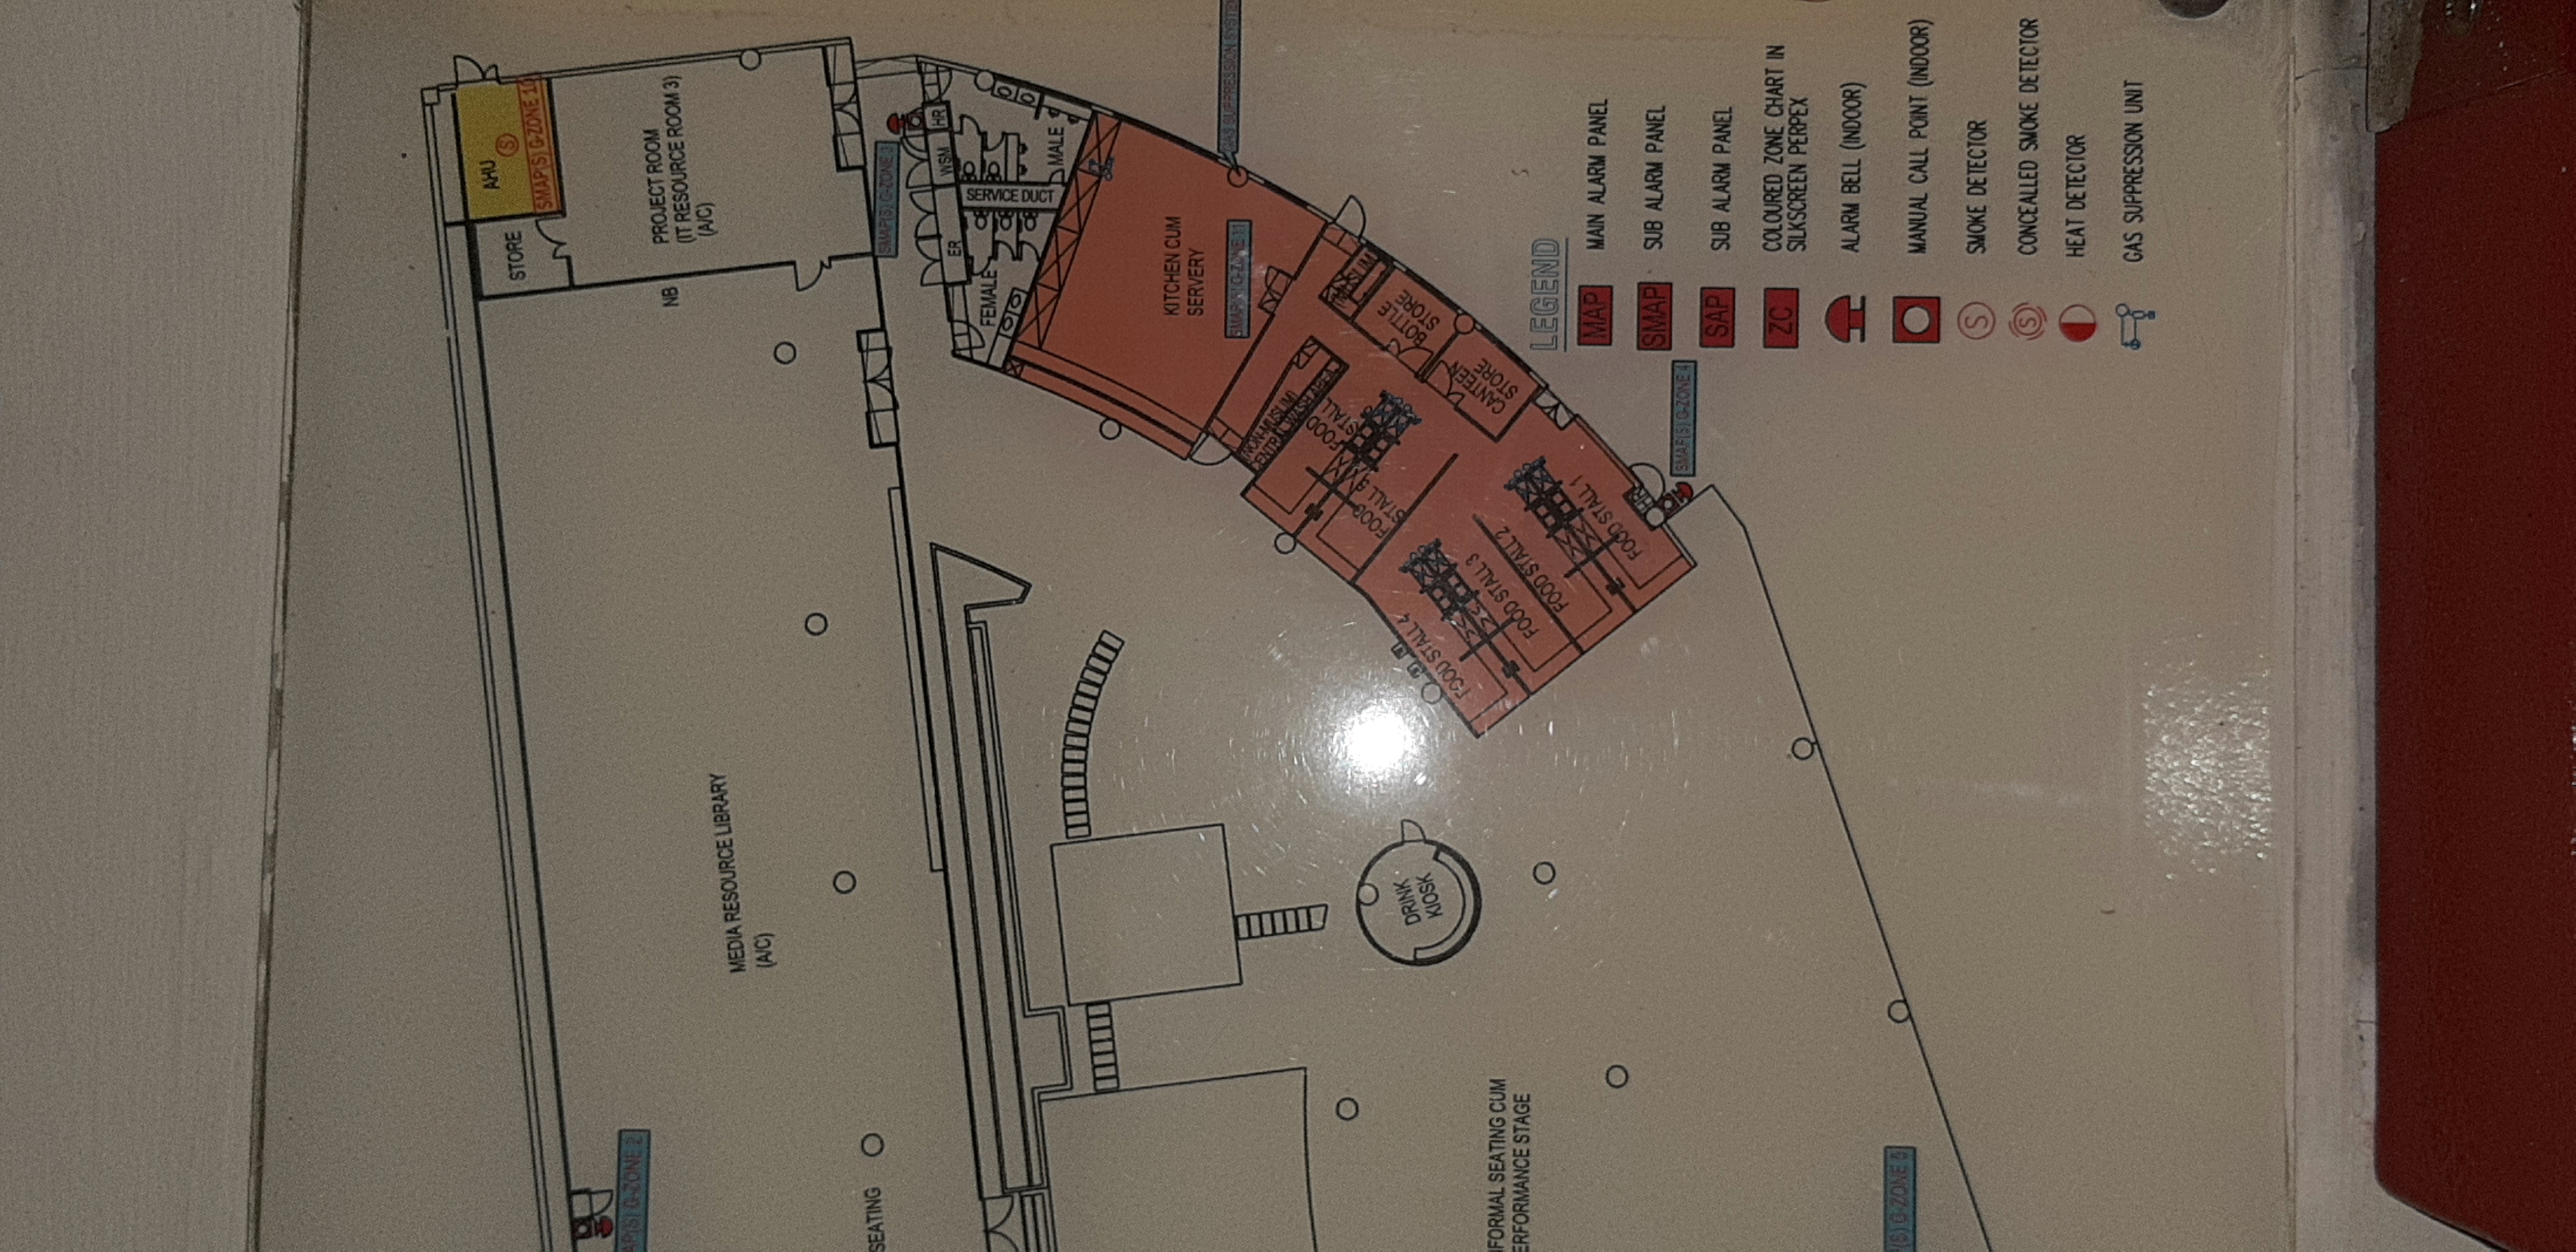 AHU
S
STORE
SMAP(S) G-ZONE 10
AP(S) G-ZONE 2
PROJECT ROOM
(IT RESOURCE ROOM 3)
(A/C)
NB
MEDIA RESOURCE LIBRARY
(A/C)
SEATING
SMAP(S) G-ZONE 3
ER
WSM
HR
FEMALE
SERVICE DUCT
MALE
KITCHEN CUM
SERVERY
SMAP(S) G-ZONE 11
GAS SUPPRESSION SYSTE
(NON-MUSLIM)
CENTRAL WASH AREA
FOOD
STALL
FOOD
STALL 5
BOTTLE
STORE
CANTEEN
STORE
FOOD STALL 4
FOOD STALL 3
FOOD STALL 2
FOOD STALL 1
HR
SMAP(S) G-ZONE 4
DRINK
KIOSK
NFORMAL SEATING CUM
ERFORMANCE STAGE
P(S) G-ZONE 5
LEGEND
MAP MAIN ALARM PANEL
SMAP SUB ALARM PANEL
SAP SUB ALARM PANEL
ZC COLOURED ZONE CHART IN
SILKSCREEN PERPEX
ALARM BELL (INDOOR)
MANUAL CALL POINT (INDOOR)
S SMOKE DETECTOR
S CONCEALLED SMOKE DETECTOR
HEAT DETECTOR
GAS SUPPRESSION UNIT